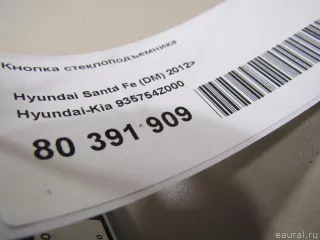 Кнопка стеклоподъемника
Hyundai Santa Fe (DM) 2012>
Hyundai-Kia 935754Z000
80 391 909
eaural.ru